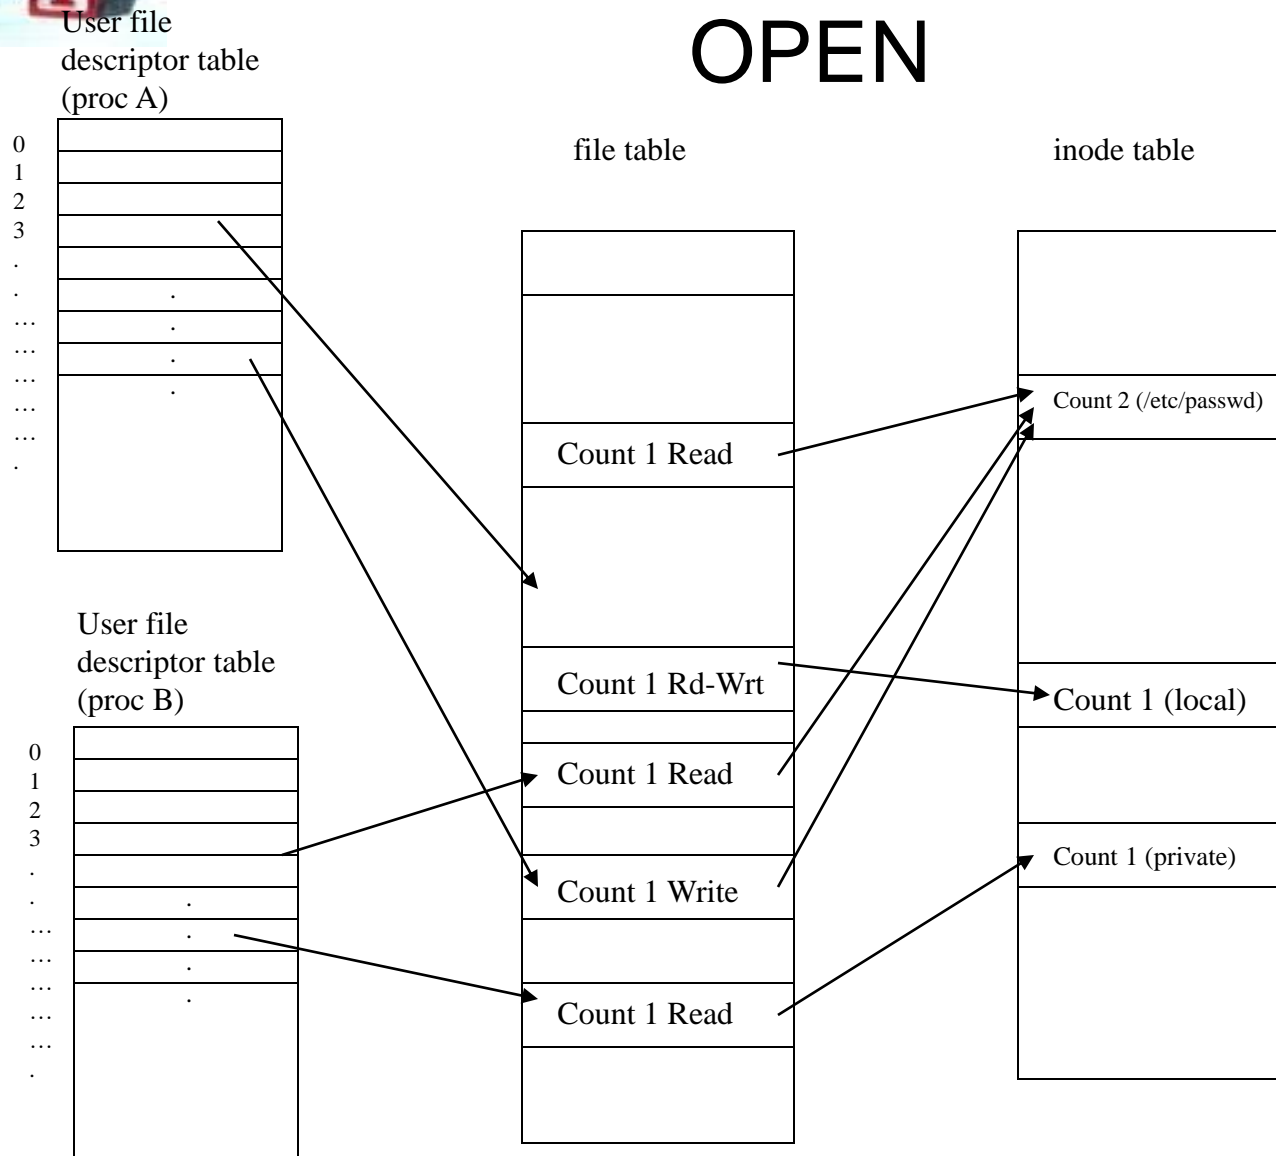 User file
descriptor table
(proc A)
OPEN
file table
inode table
0
1
2
3
.
.
…
…
…
…
…
.
.
.
.
.
Count 1 Read
Count 1 Rd-Wrt
Count 1 Read
Count 1 Write
Count 1 Read
Count 2 (/etc/passwd)
Count 1 (local)
Count 1 (private)
User file
descriptor table
(proc B)
0
1
2
3
.
.
…
…
…
…
…
.
.
.
.
.